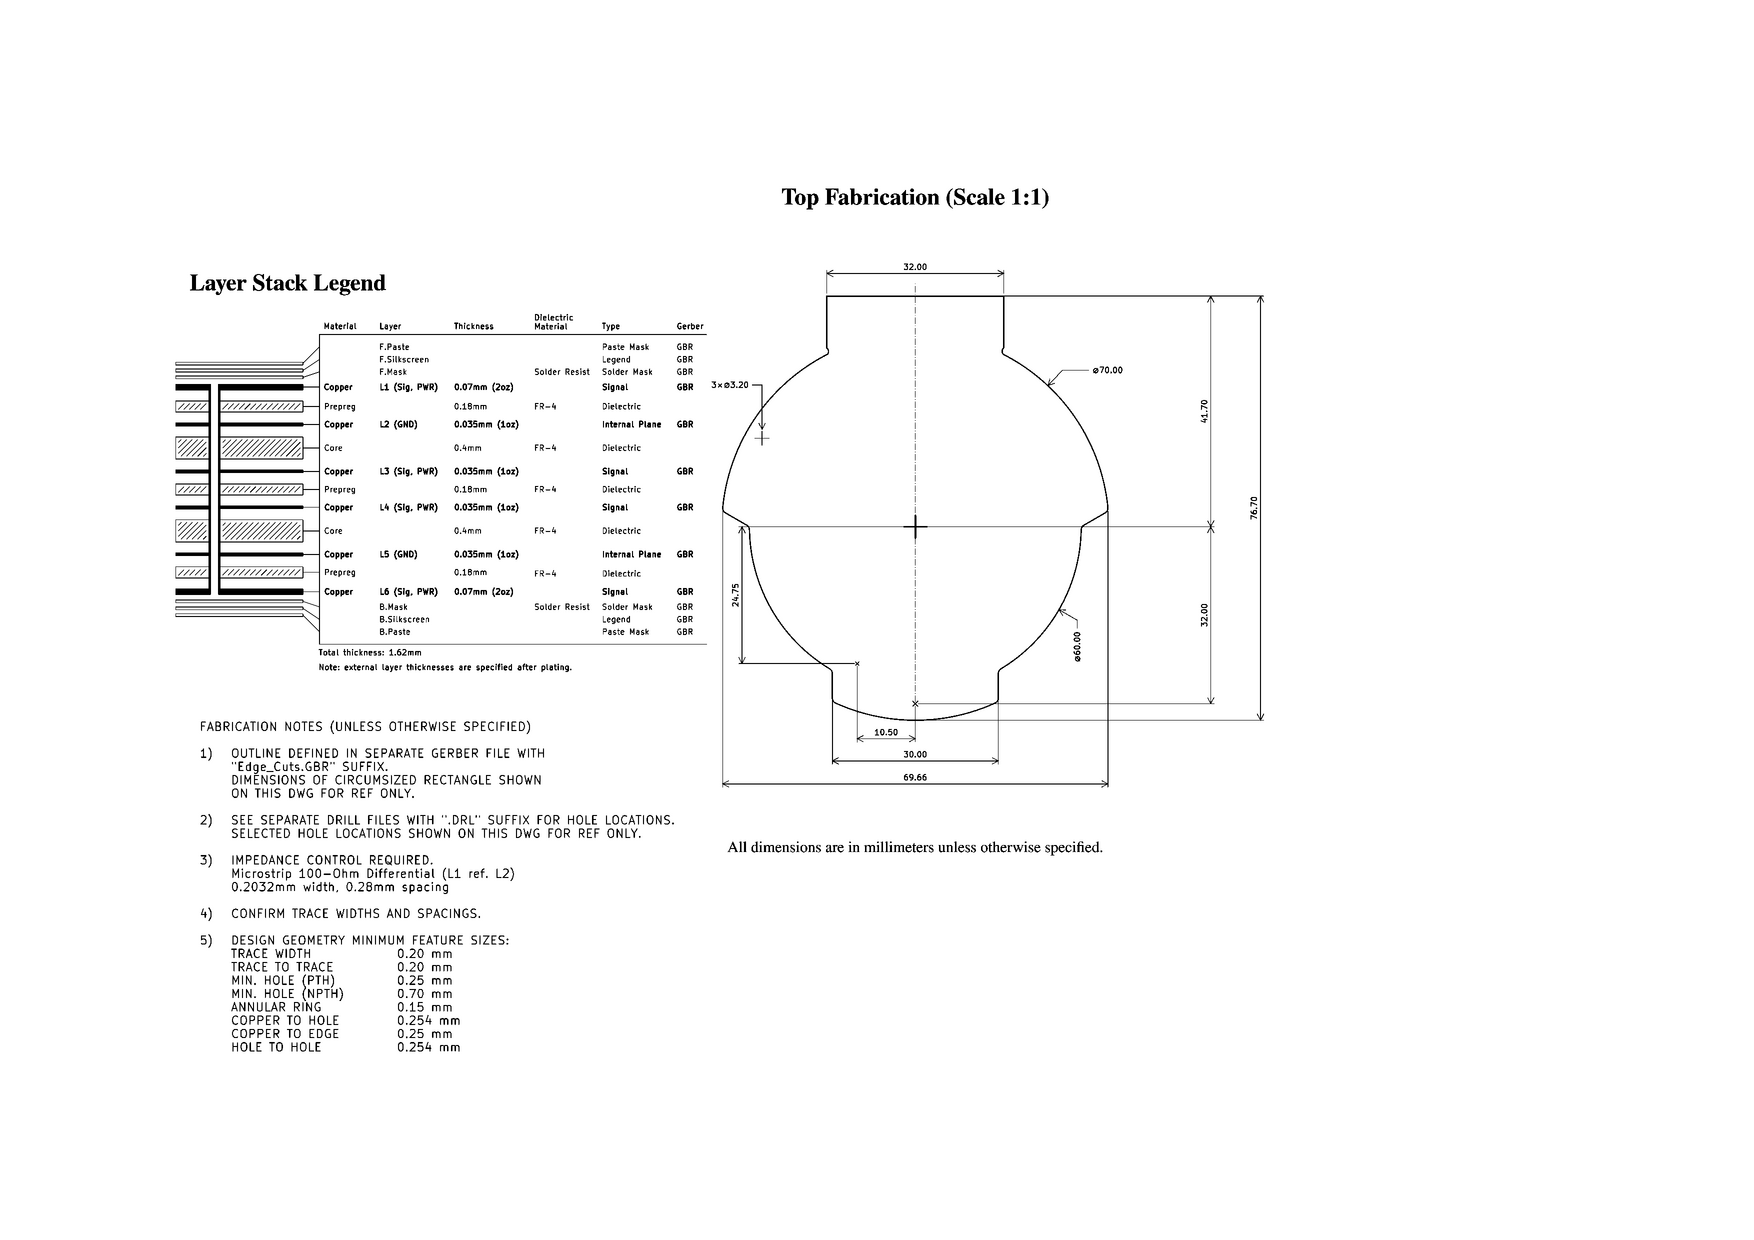 Top Fabrication (Scale 1:1)
Layer Stack Legend
Material Layer Thickness Dielectric Material Type Gerber
F.Paste Paste Mask GBR
F.Silkscreen Legend GBR
F.Mask Solder Resist Solder Mask GBR
Copper L1 (Sig, PWR) 0.07mm (2oz) Signal GBR
Prepreg 0.18mm FR-4 Dielectric
Copper L2 (GND) 0.035mm (1oz) Internal Plane GBR
Core 0.4mm FR-4 Dielectric
Copper L3 (Sig, PWR) 0.035mm (1oz) Signal GBR
Prepreg 0.18mm FR-4 Dielectric
Copper L4 (Sig, PWR) 0.035mm (1oz) Signal GBR
Core 0.4mm FR-4 Dielectric
Copper L5 (GND) 0.035mm (1oz) Internal Plane GBR
Prepreg 0.18mm FR-4 Dielectric
Copper L6 (Sig, PWR) 0.07mm (2oz) Signal GBR
B.Mask Solder Resist Solder Mask GBR
B.Silkscreen Legend GBR
B.Paste Paste Mask GBR
Total thickness: 1.62mm
Note: external layer thicknesses are specified after plating.
FABRICATION NOTES (UNLESS OTHERWISE SPECIFIED)
1) OUTLINE DEFINED IN SEPARATE GERBER FILE WITH
"Edge_Cuts.GBR" SUFFIX.
DIMENSIONS OF CIRCUMSIZED RECTANGLE SHOWN
ON THIS DWG FOR REF ONLY.
2) SEE SEPARATE DRILL FILES WITH ".DRL" SUFFIX FOR HOLE LOCATIONS.
SELECTED HOLE LOCATIONS SHOWN ON THIS DWG FOR REF ONLY.
3) IMPEDANCE CONTROL REQUIRED.
Microstrip 100-Ohm Differential (L1 ref. L2)
0.2032mm width, 0.28mm spacing
4) CONFIRM TRACE WIDTHS AND SPACINGS.
5) DESIGN GEOMETRY MINIMUM FEATURE SIZES:
TRACE WIDTH 0.20 mm
TRACE TO TRACE 0.20 mm
MIN. HOLE (PTH) 0.25 mm
MIN. HOLE (NPTH) 0.70 mm
ANNULAR RING 0.15 mm
COPPER TO HOLE 0.254 mm
COPPER TO EDGE 0.25 mm
HOLE TO HOLE 0.254 mm
32.00
⌀70.00
3×⌀3.20
41.70
76.70
24.75
32.00
⌀60.00
10.50
30.00
69.66
All dimensions are in millimeters unless otherwise specified.